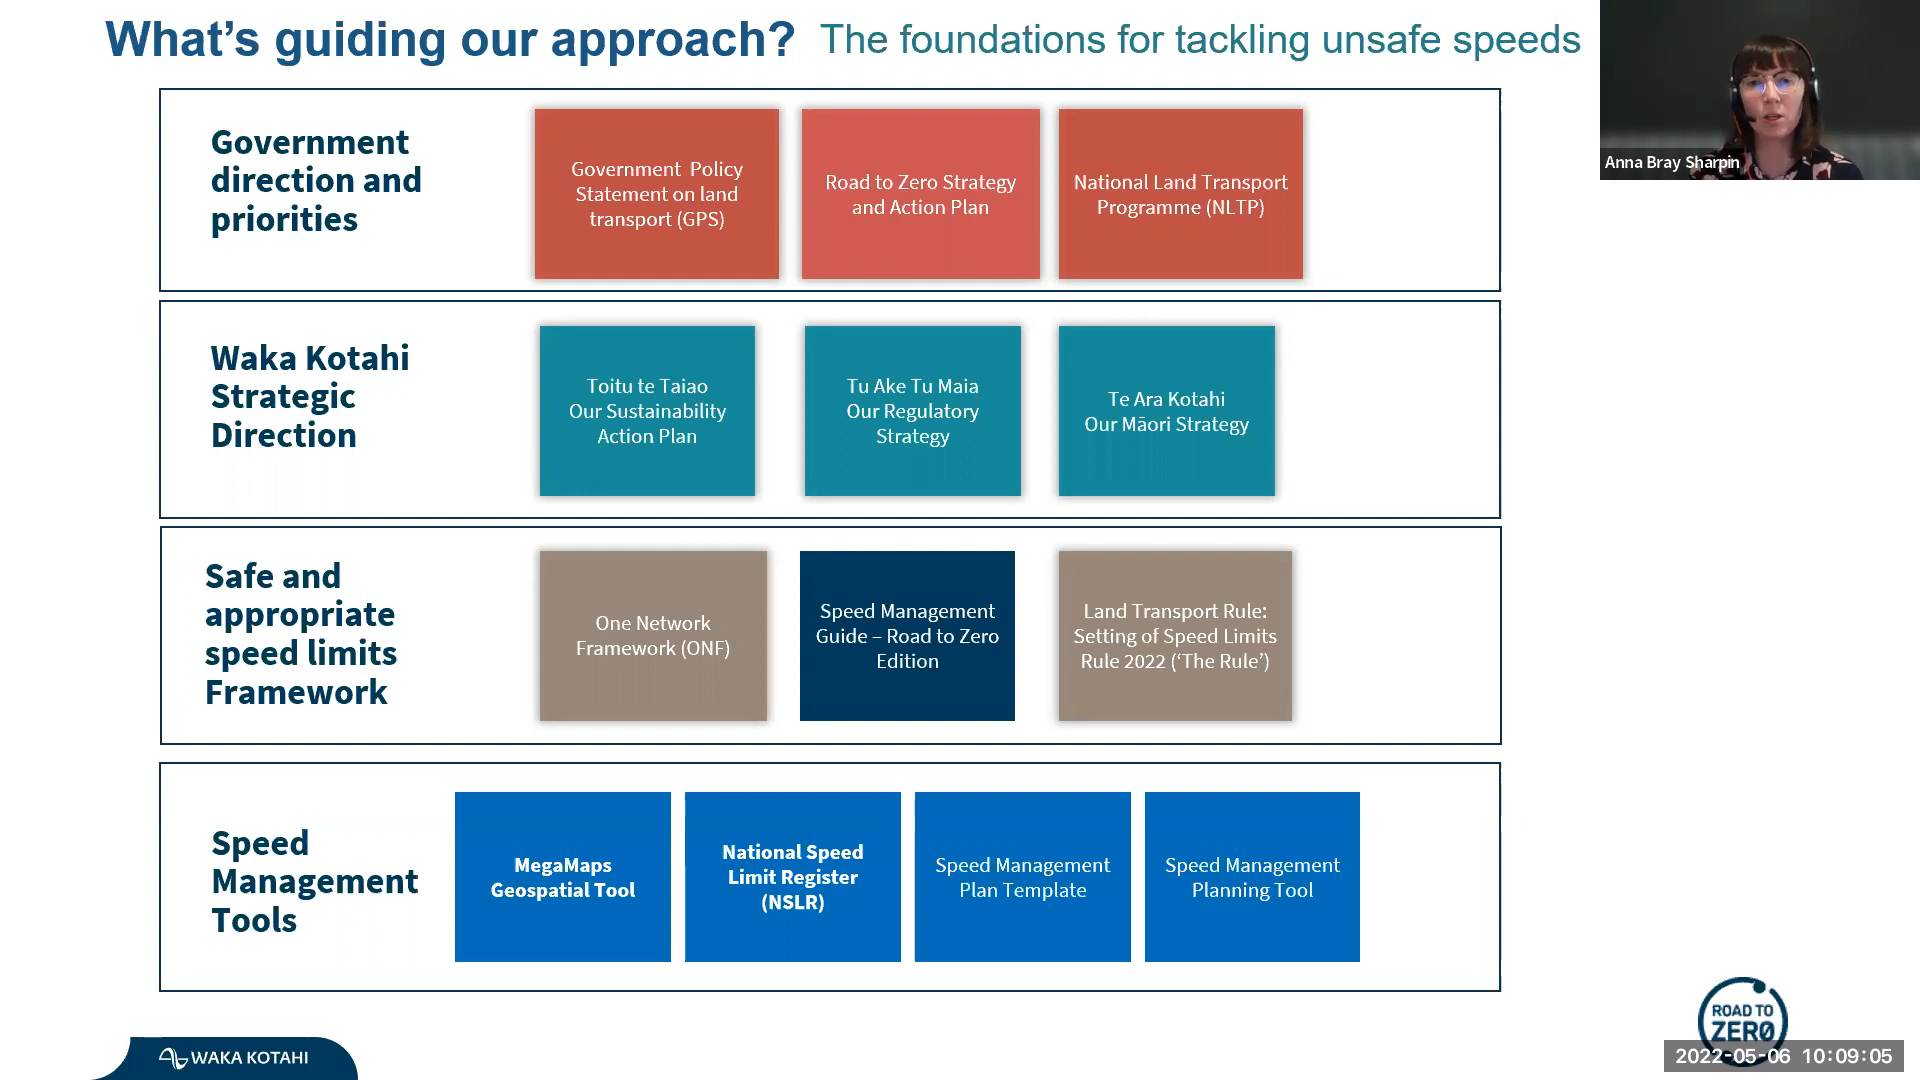 What's guiding our approach? The foundations for tackling unsafe speeds
Anna Bray Sharpin
Government
direction and
priorities
Government Policy
Statement on land
transport (GPS)
Road to Zero Strategy
and Action Plan
National Land Transport
Programme (NLTP)
Waka Kotahi
Strategic
Direction
Toitu te Taiao
Our Sustainability
Action Plan
Tu Ake Tu Maia
Our Regulatory
Strategy
Te Ara Kotahi
Our Māori Strategy
Safe and
appropriate
speed limits
Framework
One Network
Framework (ONF)
Speed Management
Guide – Road to Zero
Edition
Land Transport Rule:
Setting of Speed Limits
Rule 2022 (‘The Rule’)
Speed
Management
Tools
MegaMaps
Geospatial Tool
National Speed
Limit Register
(NSLR)
Speed Management
Plan Template
Speed Management
Planning Tool
WAKA KOTAHI
ROAD TO
ZERO
2022-05-06 10:09:05